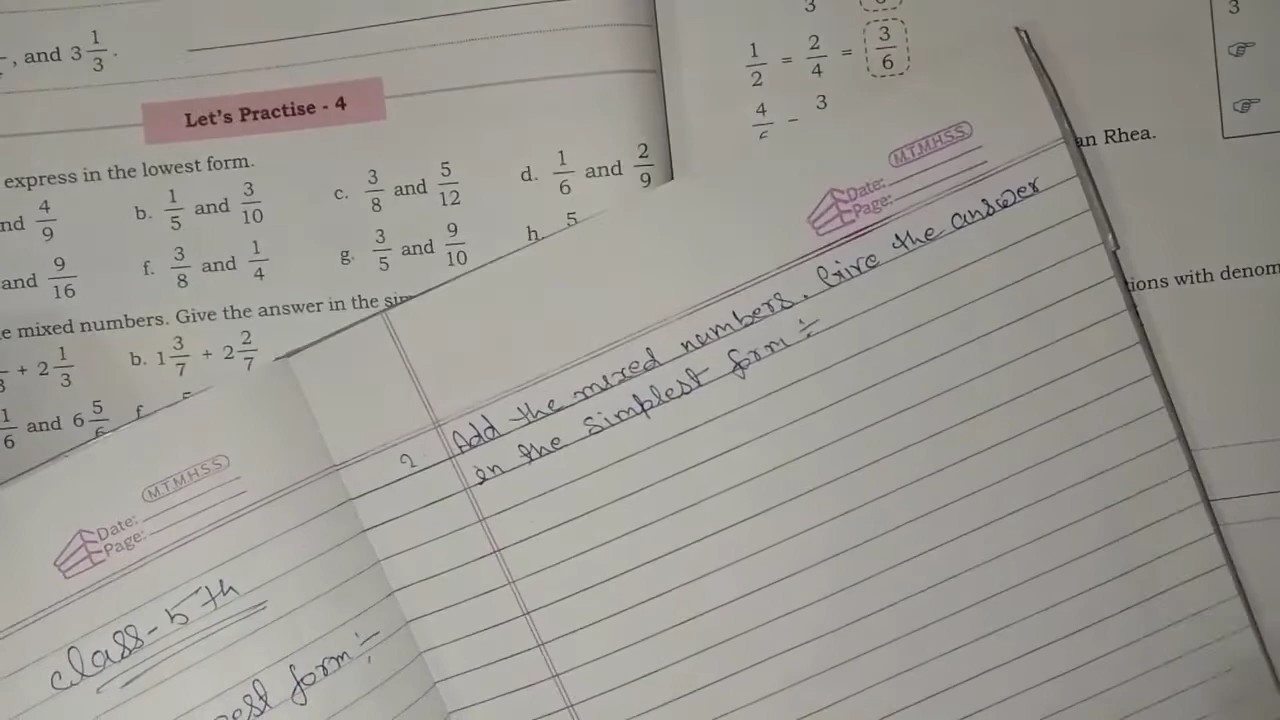 , and 3 1/3 .
Let's Practise - 4
express in the lowest form.
nd 4/9 b. 1/5 and 3/10 c. 3/8 and 5/12 d. 1/6 and 2/9
and 9/16 f. 3/8 and 1/4 g. 3/5 and 9/10 h. 5
e mixed numbers. Give the answer in the
+ 2 1/3 b. 1 3/7 + 2 2/7
1/6 and 6 5/6 f
3
1/2 = 2/4 = 3/6
4 3
3
an Rhea.
tions with denom
M.T.M.H.S.S
Date:
Page:
2 Add the mixed numbers. Give the answer
in the simplest form :-
M.T.M.H.S.S
Date:
Page:
class-5th
est form :-